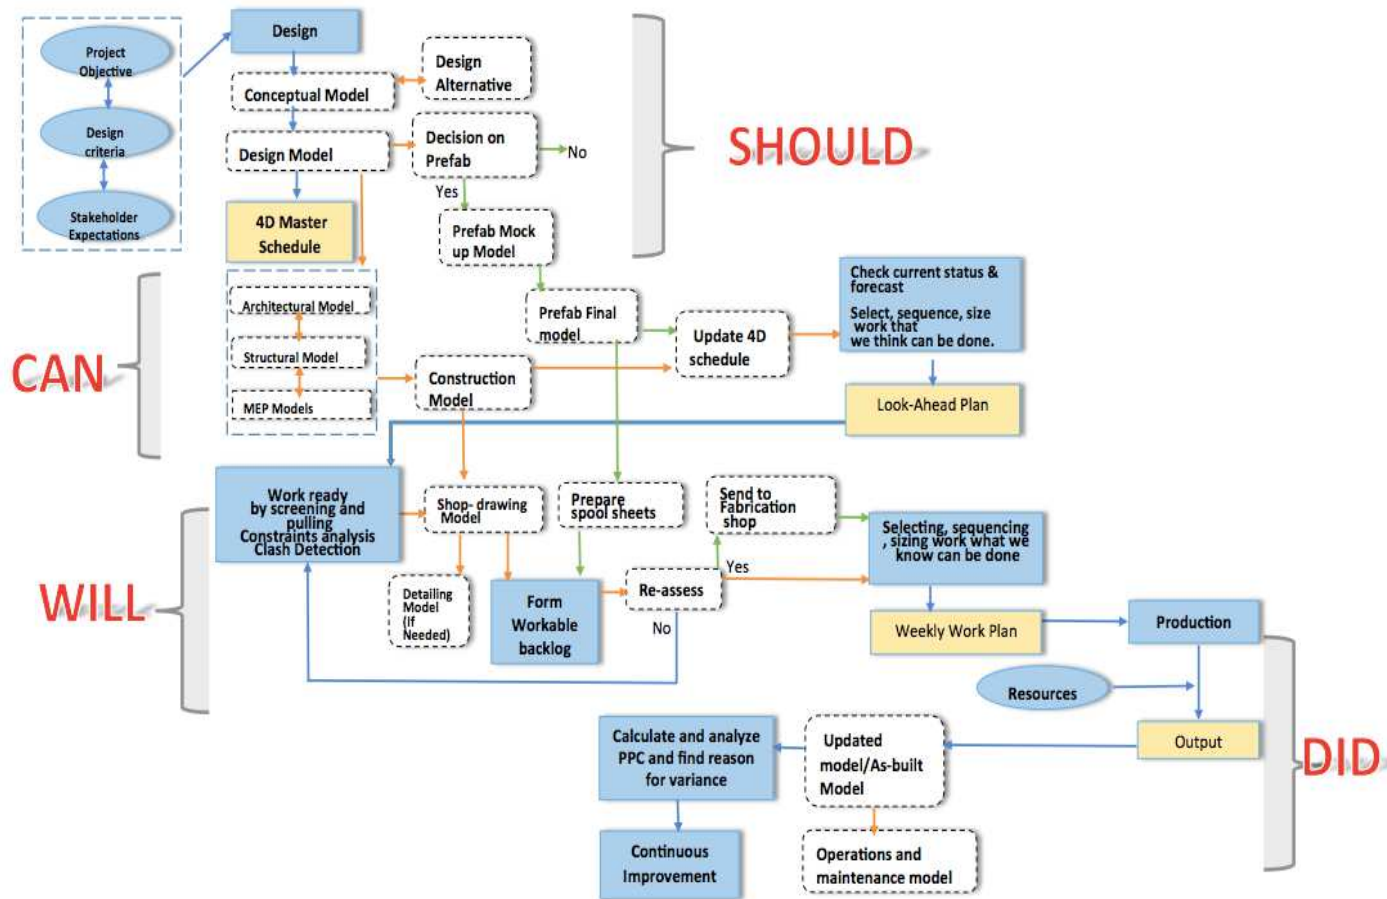 Project
Objective
Design
criteria
Stakeholder
Expectations
Design
Conceptual Model
Design
Alternative
Design Model
Decision on
Prefab
No
Yes
4D Master
Schedule
Prefab Mock
up Model
SHOULD
CAN
Architectural Model
Structural Model
MEP Models
Construction
Model
Prefab Final
model
Update 4D
schedule
Check current status &
forecast
Select, sequence, size
work that
we think can be done.
Look-Ahead Plan
WILL
Work ready
by screening and
pulling
Constraints analysis
Clash Detection
Shop- drawing
Model
Prepare
spool sheets
Send to
Fabrication
shop
Selecting, sequencing
, sizing work what we
know can be done
Detailing
Model
(If
Needed)
Form
Workable
backlog
Re-assess
Yes
No
Weekly Work Plan
Production
Resources
Output
DID
Calculate and analyze
PPC and find reason
for variance
Updated
model/As-built
Model
Continuous
Improvement
Operations and
maintenance model